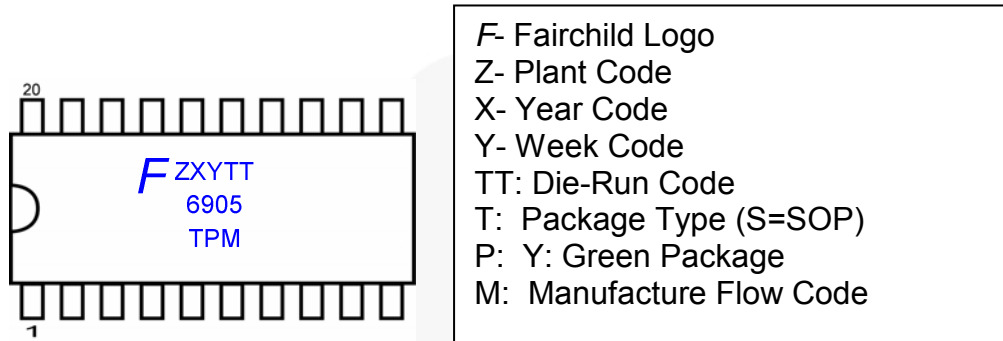 20
F ZXYTT
6905
TPM
1
F- Fairchild Logo
Z- Plant Code
X- Year Code
Y- Week Code
TT: Die-Run Code
T: Package Type (S=SOP)
P: Y: Green Package
M: Manufacture Flow Code